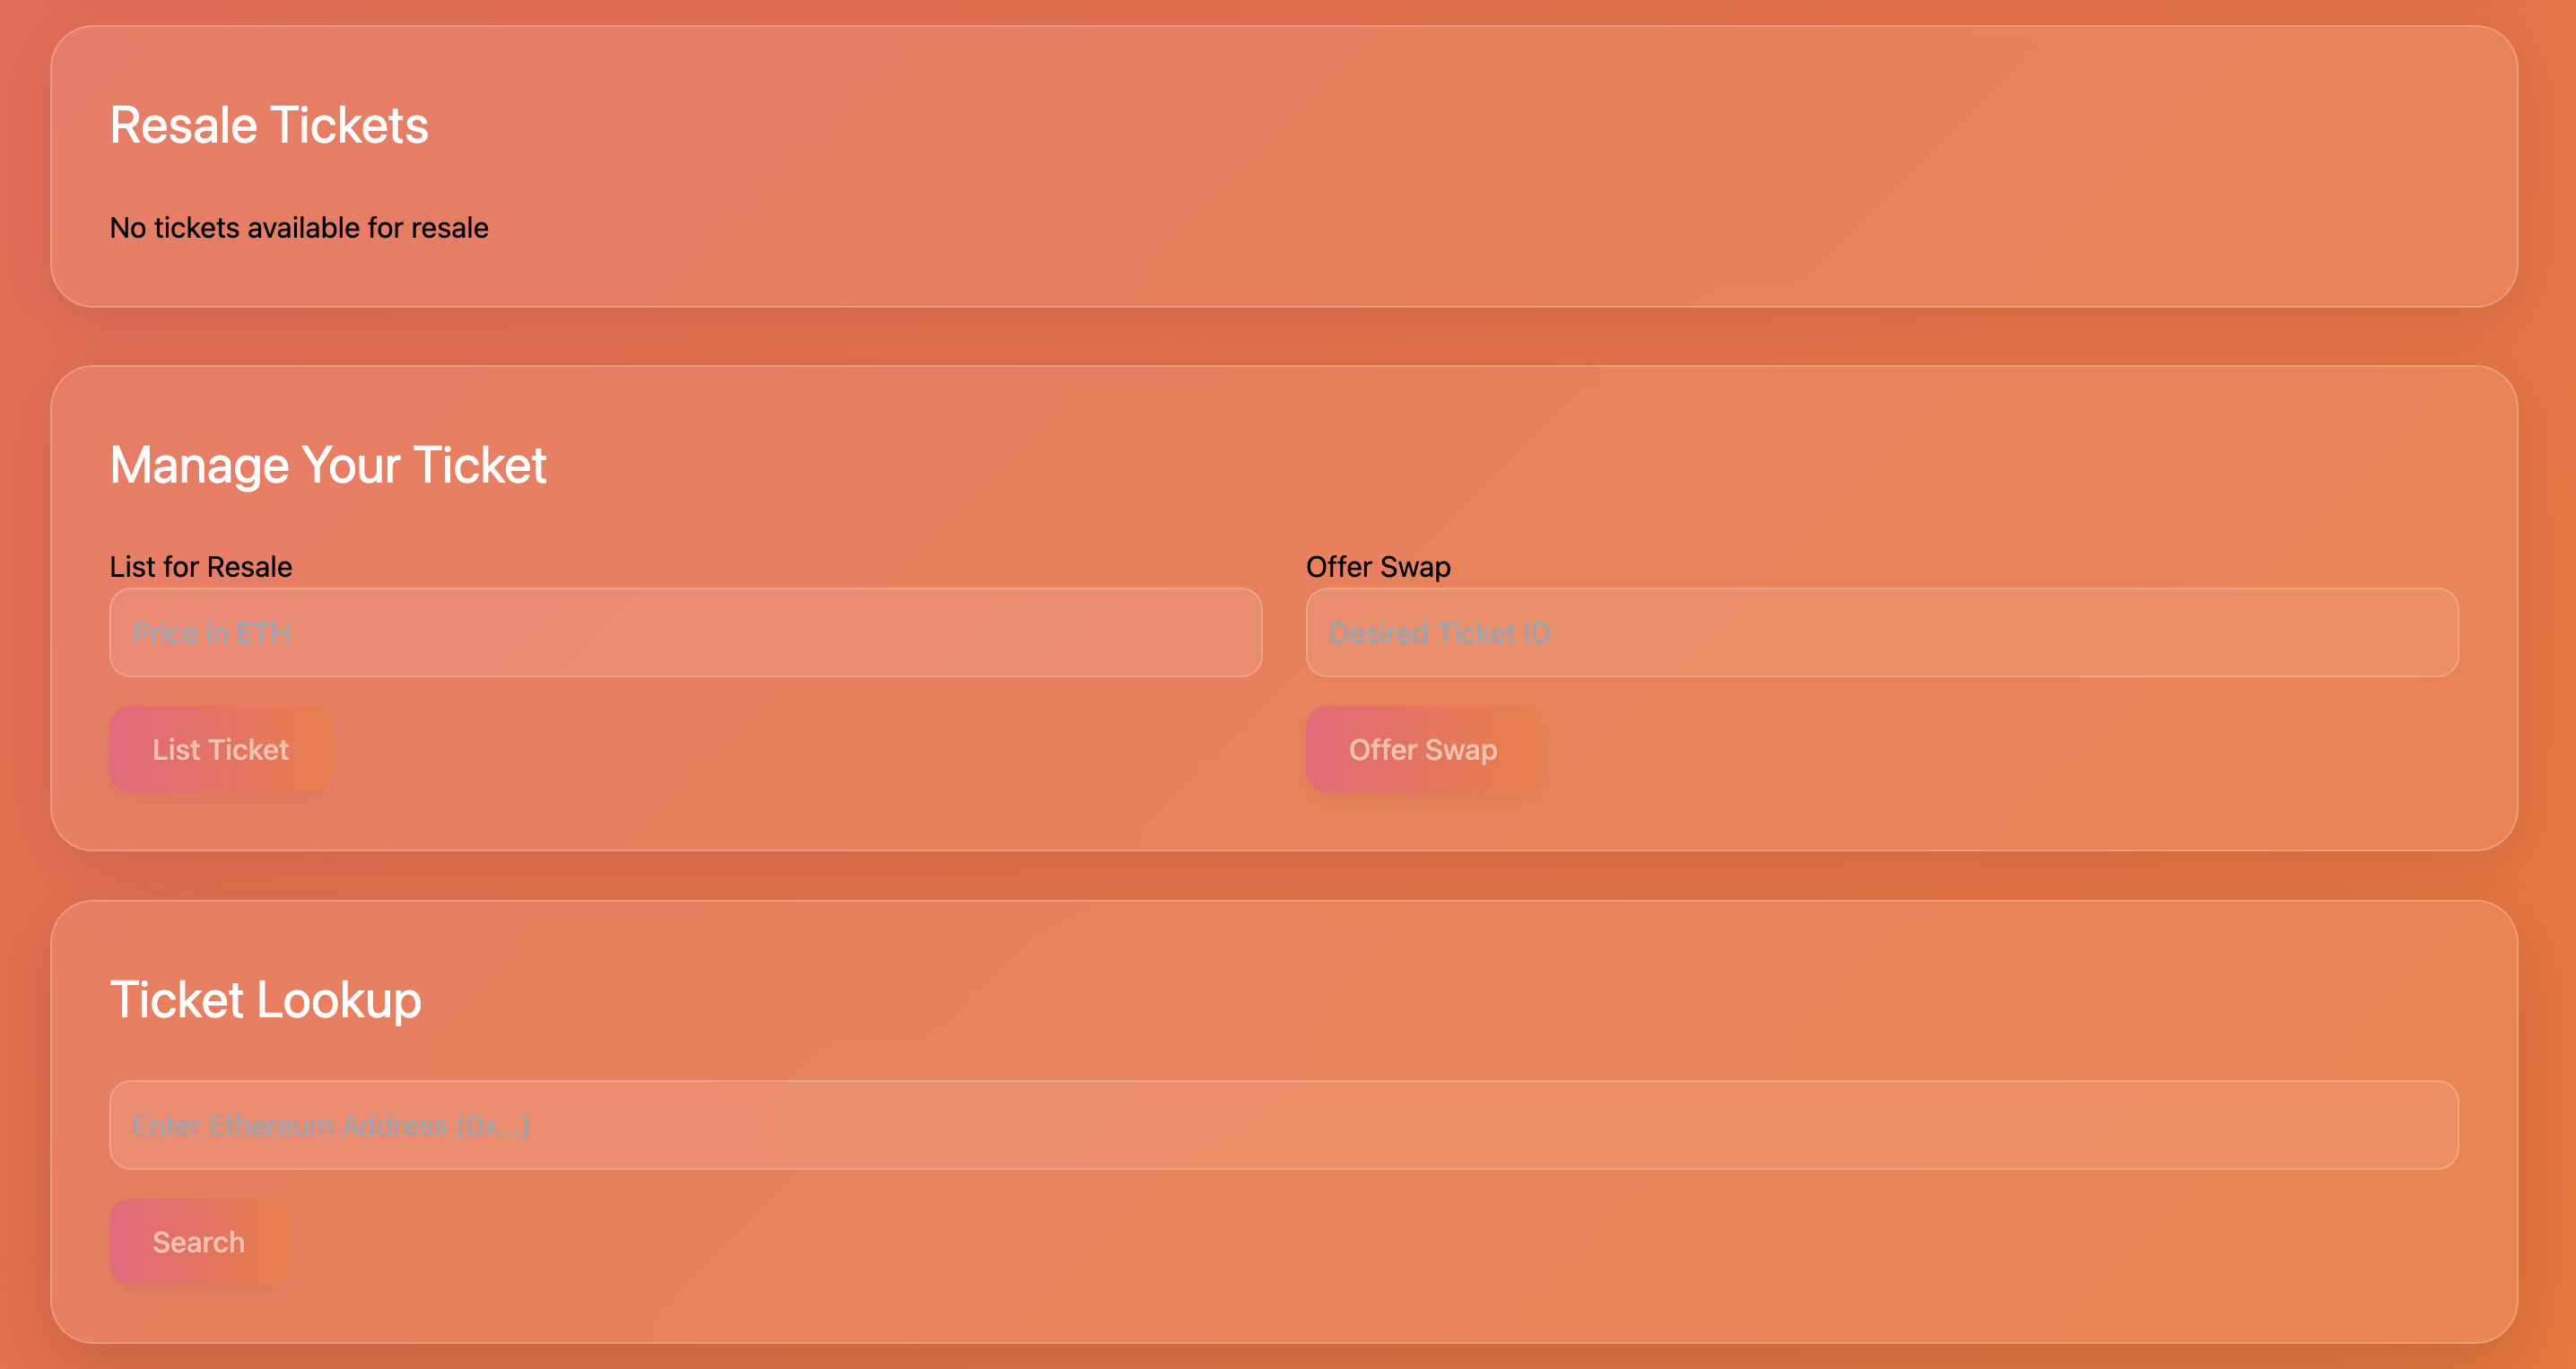 Resale Tickets
No tickets available for resale
Manage Your Ticket
List for Resale
Price in ETH
List Ticket
Offer Swap
Desired Ticket ID
Offer Swap
Ticket Lookup
Enter Ethereum Address (0x...)
Search